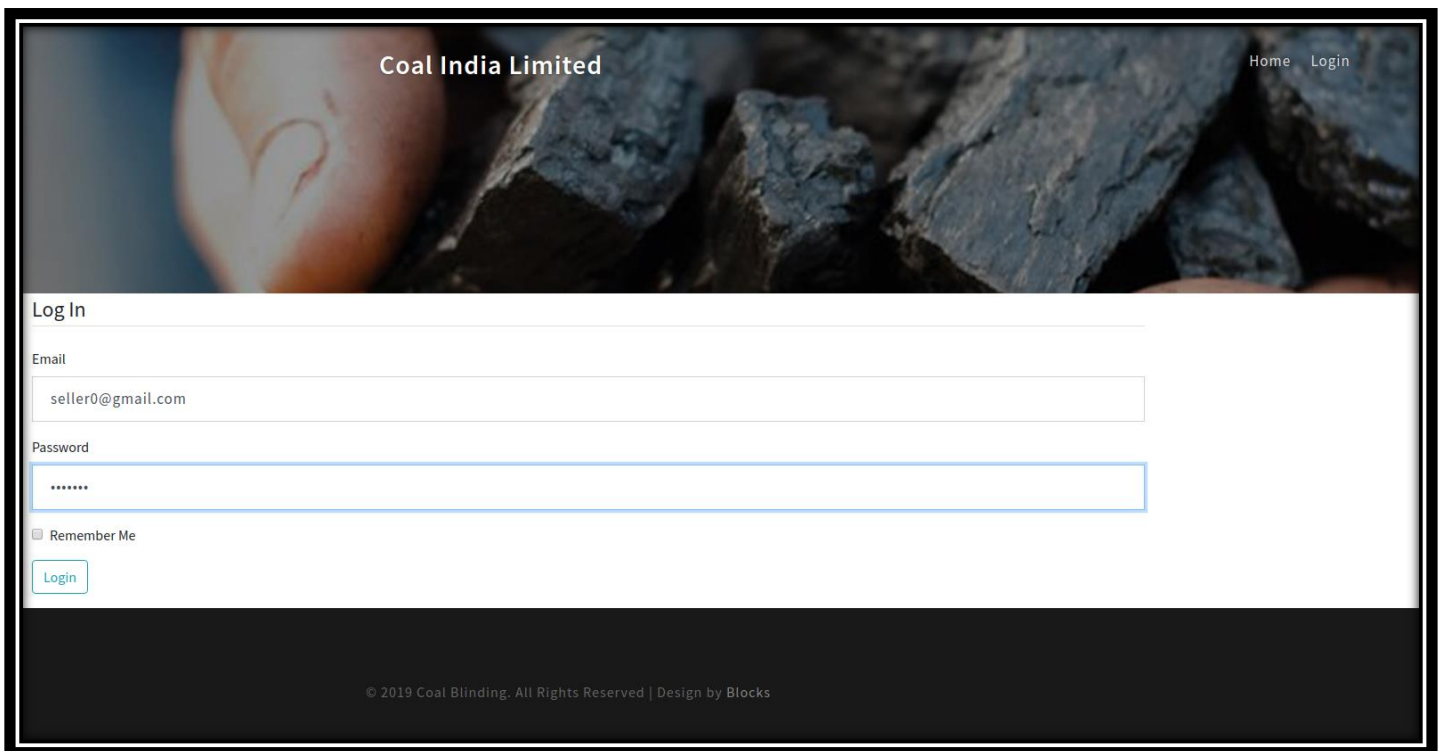 Coal India Limited
Home Login
Log In
Email
seller0@gmail.com
Password
•••••••
Remember Me
Login
© 2019 Coal Blinding. All Rights Reserved | Design by Blocks